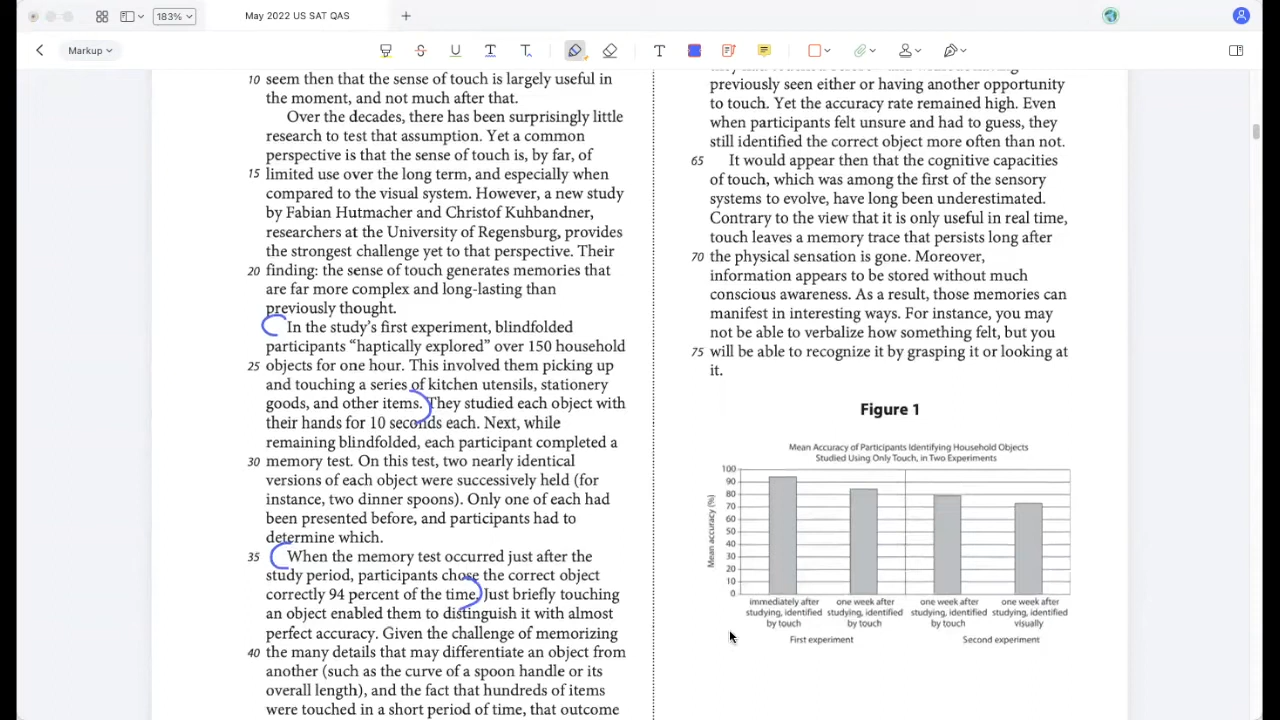 183%
May 2022 US SAT QAS
Markup
10 seem then that the sense of touch is largely useful in
the moment, and not much after that.
Over the decades, there has been surprisingly little
research to test that assumption. Yet a common
perspective is that the sense of touch is, by far, of
15 limited use over the long term, and especially when
compared to the visual system. However, a new study
by Fabian Hutmacher and Christof Kuhbandner,
researchers at the University of Regensburg, provides
the strongest challenge yet to that perspective. Their
20 finding: the sense of touch generates memories that
are far more complex and long-lasting than
previously thought.
In the study’s first experiment, blindfolded
participants “haptically explored” over 150 household
25 objects for one hour. This involved them picking up
and touching a series of kitchen utensils, stationery
goods, and other items. They studied each object with
their hands for 10 seconds each. Next, while
remaining blindfolded, each participant completed a
30 memory test. On this test, two nearly identical
versions of each object were successively held (for
instance, two dinner spoons). Only one of each had
been presented before, and participants had to
determine which.
35 When the memory test occurred just after the
study period, participants chose the correct object
correctly 94 percent of the time. Just briefly touching
an object enabled them to distinguish it with almost
perfect accuracy. Given the challenge of memorizing
40 the many details that may differentiate an object from
another (such as the curve of a spoon handle or its
overall length), and the fact that hundreds of items
were touched in a short period of time, that outcome
previously seen either or having another opportunity
to touch. Yet the accuracy rate remained high. Even
when participants felt unsure and had to guess, they
still identified the correct object more often than not.
65 It would appear then that the cognitive capacities
of touch, which was among the first of the sensory
systems to evolve, have long been underestimated.
Contrary to the view that it is only useful in real time,
touch leaves a memory trace that persists long after
70 the physical sensation is gone. Moreover,
information appears to be stored without much
conscious awareness. As a result, those memories can
manifest in interesting ways. For instance, you may
not be able to verbalize how something felt, but you
75 will be able to recognize it by grasping it or looking at
it.
Figure 1
Mean Accuracy of Participants Identifying Household Objects
Studied Using Only Touch, in Two Experiments
Mean accuracy (%)
100
90
80
70
60
50
40
30
20
10
0
immediately after studying, identified by touch
one week after studying, identified by touch
one week after studying, identified by touch
one week after studying, identified visually
First experiment
Second experiment